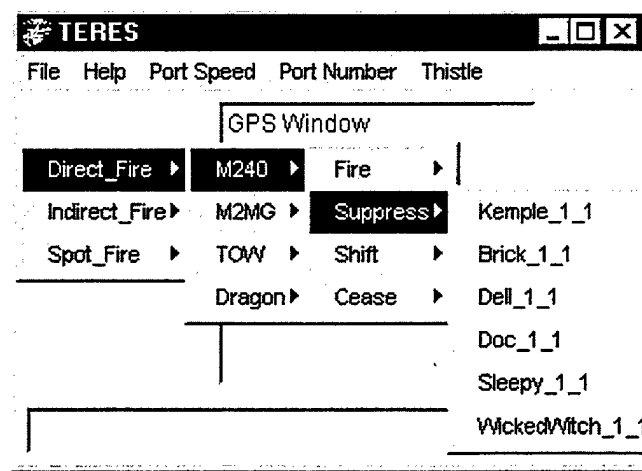 TERES
File Help Port Speed Port Number Thistle
GPS Window
Direct_Fire M240 Fire
Indirect_Fire M2MG Suppress Kemple_1_1
Spot_Fire TOW Shift Brick_1_1
Dragon Cease Dell_1_1
Doc_1_1
Sleepy_1_1
WickedWitch_1_1